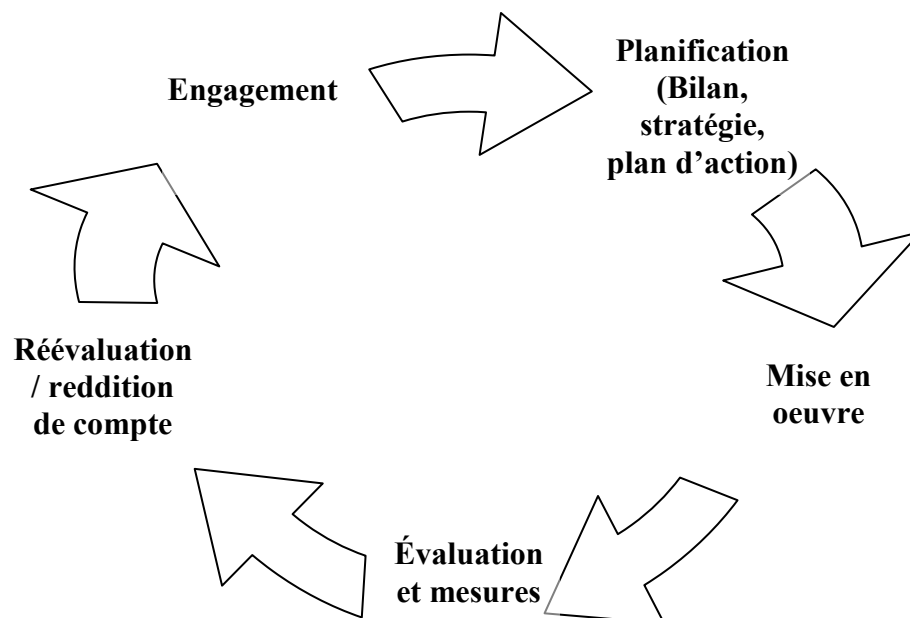 Engagement
Planification
(Bilan,
stratégie,
plan d’action)
Mise en
oeuvre
Évaluation
et mesures
Réévaluation
/ reddition
de compte